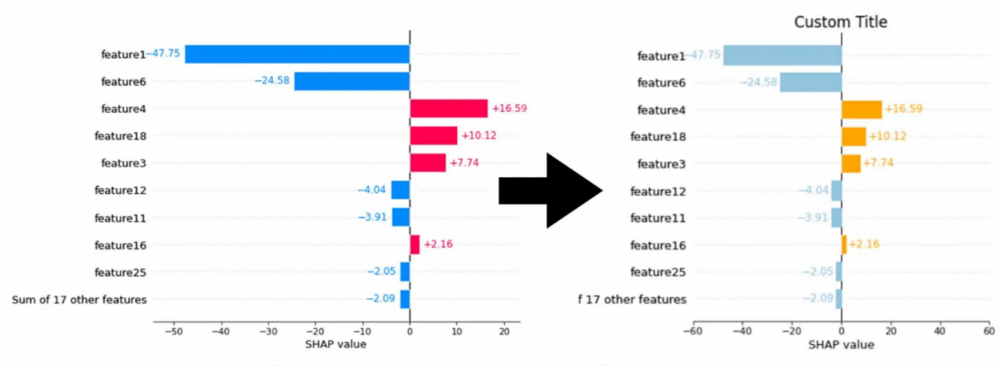 Custom Title
feature1 −47.75
feature6 −24.58
feature4 +16.59
feature18 +10.12
feature3 +7.74
feature12 −4.04
feature11 −3.91
feature16 +2.16
feature25 −2.05
Sum of 17 other features −2.09
−50 −40 −30 −20 −10 0 10 20
SHAP value
feature1 −47.75
feature6 −24.58
feature4 +16.59
feature18 +10.12
feature3 +7.74
feature12 −4.04
feature11 −3.91
feature16 +2.16
feature25 −2.05
f 17 other features −2.09
−60 −40 −20 0 20 40 60
SHAP value